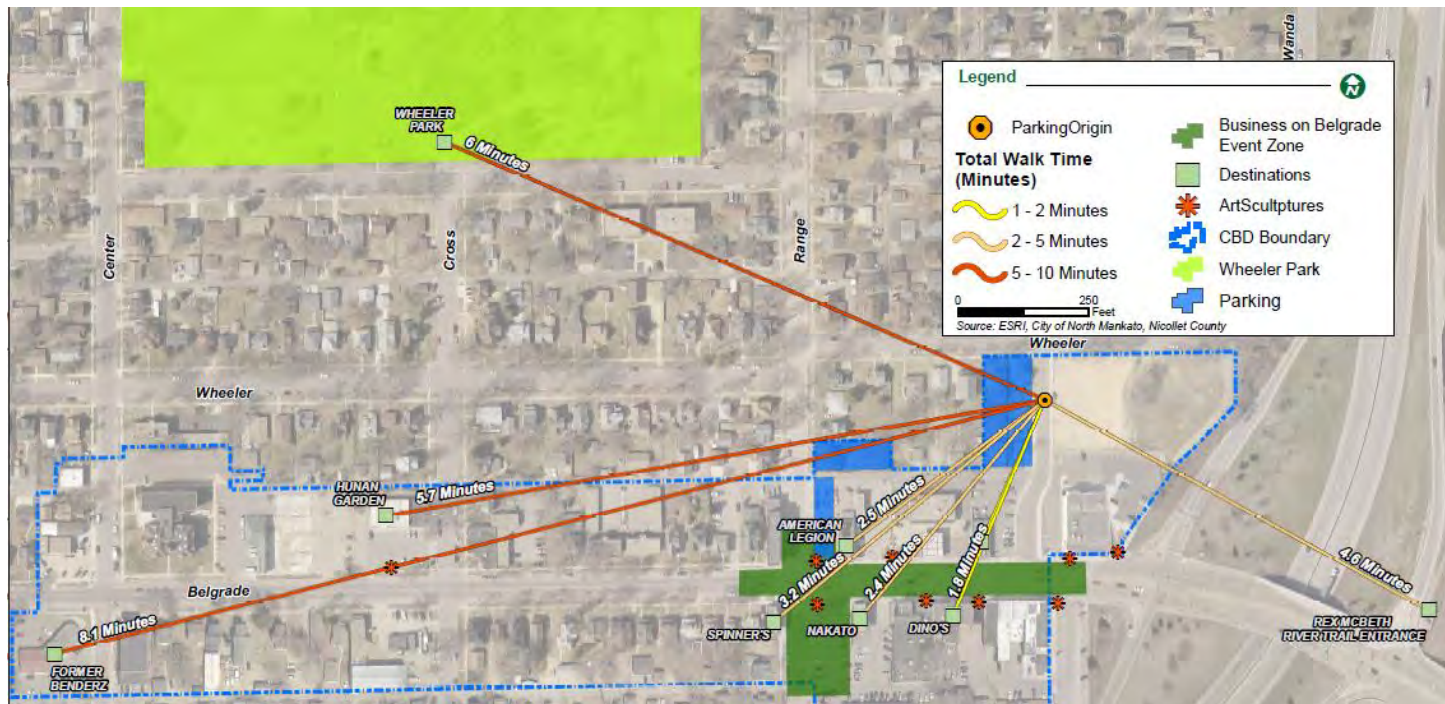 Wanda
Legend
N
ParkingOrigin
Total Walk Time
(Minutes)
1 - 2 Minutes
2 - 5 Minutes
5 - 10 Minutes
0
250
Feet
Business on Belgrade
Event Zone
Destinations
ArtScultptures
CBD Boundary
Wheeler Park
Parking
Source: ESRI, City of North Mankato, Nicollet County
WHEELER
PARK
6 Minutes
Center
Cross
Range
Wheeler
Wheeler
HUNAN
GARDEN
5.7 Minutes
AMERICAN
LEGION
2.5 Minutes
3.2 Minutes
2.4 Minutes
1.8 Minutes
4.6 Minutes
Belgrade
8.1 Minutes
FORMER
BENDERZ
SPINNER'S
NAKATO
DINO'S
REX MCBETH
RIVER TRAIL ENTRANCE